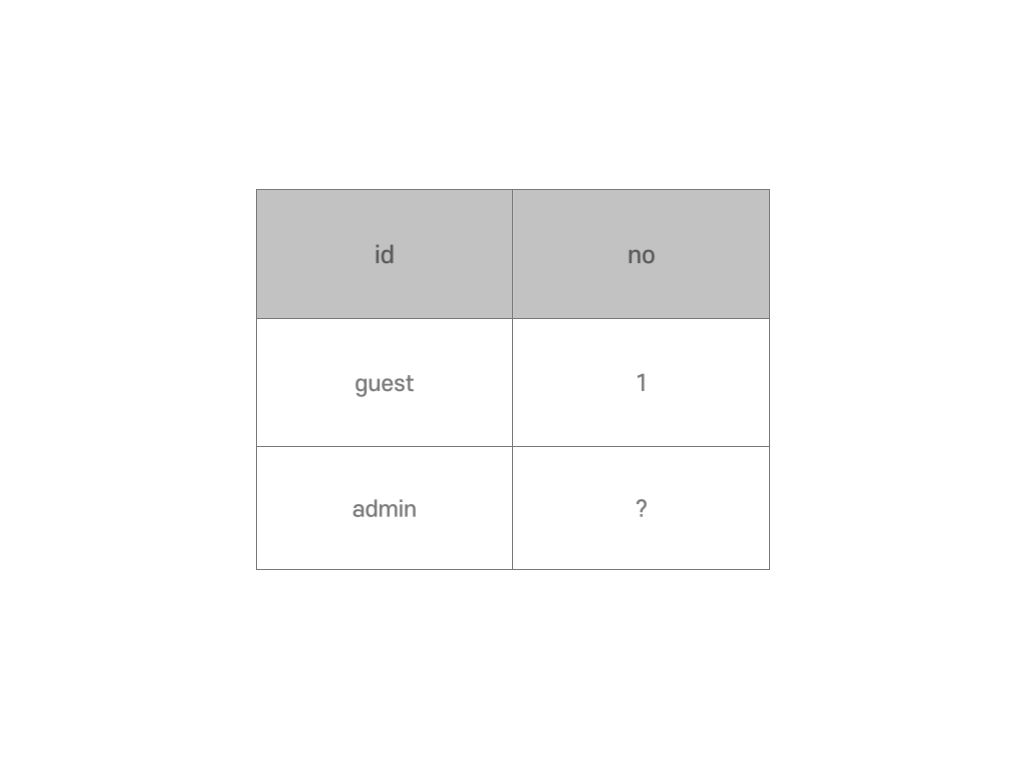 id no
guest 1
admin ?